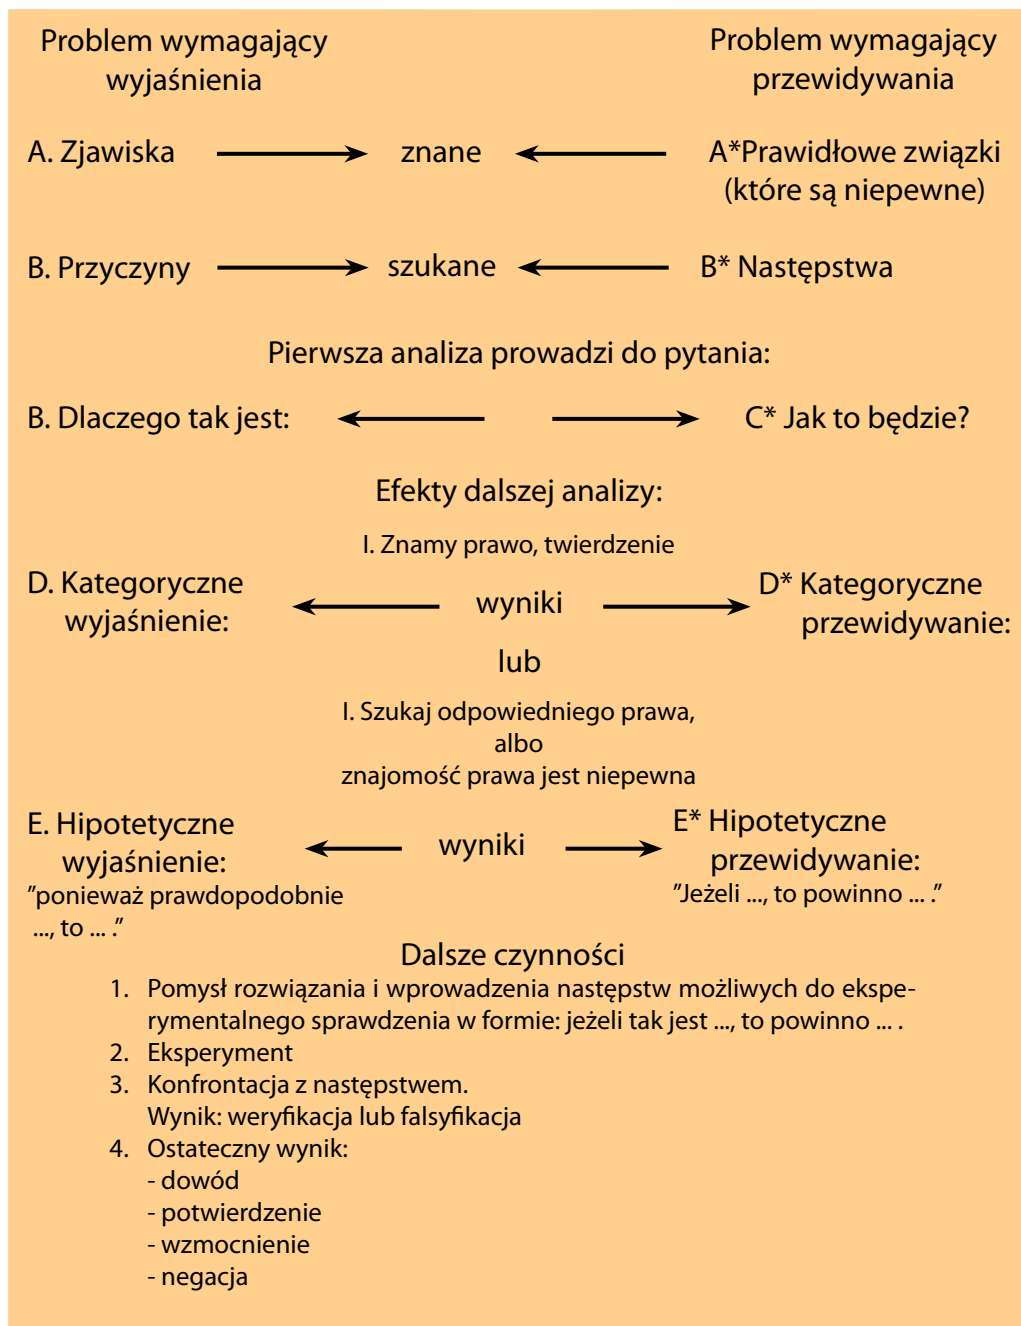 Problem wymagający
wyjaśnienia
Problem wymagający
przewidywania
A. Zjawiska
znane
A*Prawidłowe związki
(które są niepewne)
B. Przyczyny
szukane
B* Następstwa
Pierwsza analiza prowadzi do pytania:
B. Dlaczego tak jest:
C* Jak to będzie?
Efekty dalszej analizy:
I. Znamy prawo, twierdzenie
D. Kategoryczne
wyjaśnienie:
wyniki
D* Kategoryczne
przewidywanie:
lub
I. Szukaj odpowiedniego prawa,
albo
znajomość prawa jest niepewna
E. Hipotetyczne
wyjaśnienie:
"ponieważ prawdopodobnie
..., to ... ."
wyniki
E* Hipotetyczne
przewidywanie:
"Jeżeli ..., to powinno ... ."
Dalsze czynności
1. Pomysł rozwiązania i wprowadzenia następstw możliwych do ekspe-
rymentalnego sprawdzenia w formie: jeżeli tak jest ..., to powinno ... .
2. Eksperyment
3. Konfrontacja z następstwem.
Wynik: weryfikacja lub falsyfikacja
4. Ostateczny wynik:
- dowód
- potwierdzenie
- wzmocnienie
- negacja